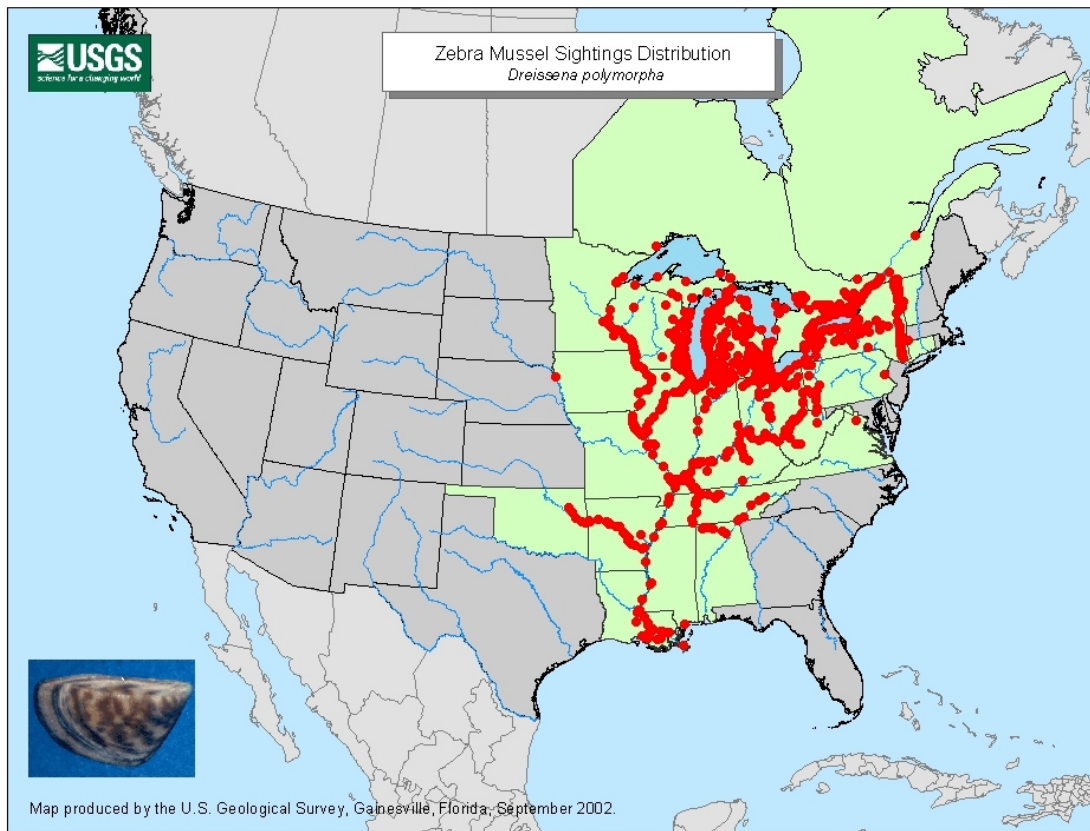 USGS
science for a changing world
Zebra Mussel Sightings Distribution
Dreissena polymorpha
Map produced by the U.S. Geological Survey, Gainesville, Florida, September 2002.